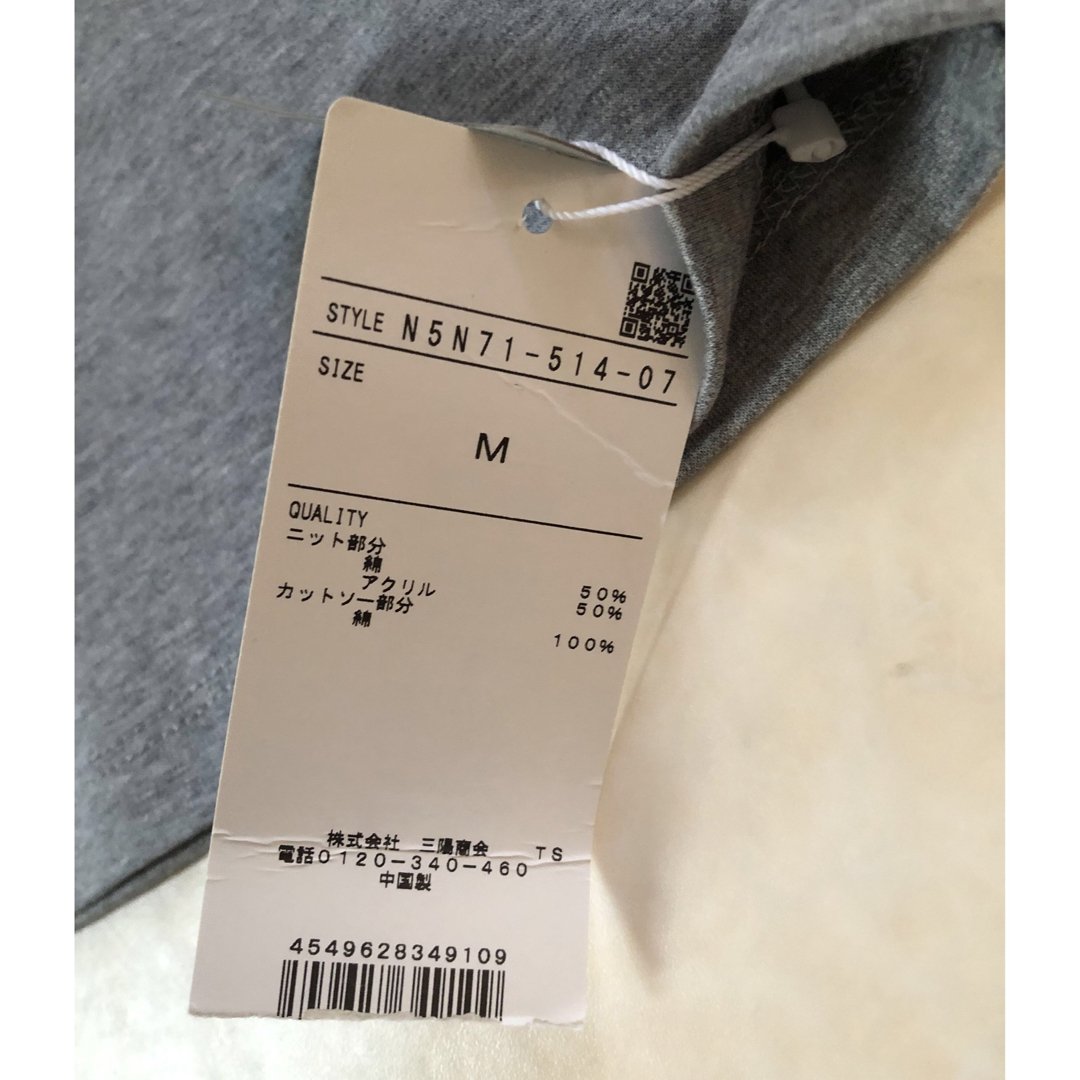 STYLE N5N71-514-07
SIZE
M
QUALITY
ニット部分
綿 50%
アクリル 50%
カットソー部分
綿 100%
株式会社 三陽商会 TS
電話0120-340-460
中国製
4549628349109